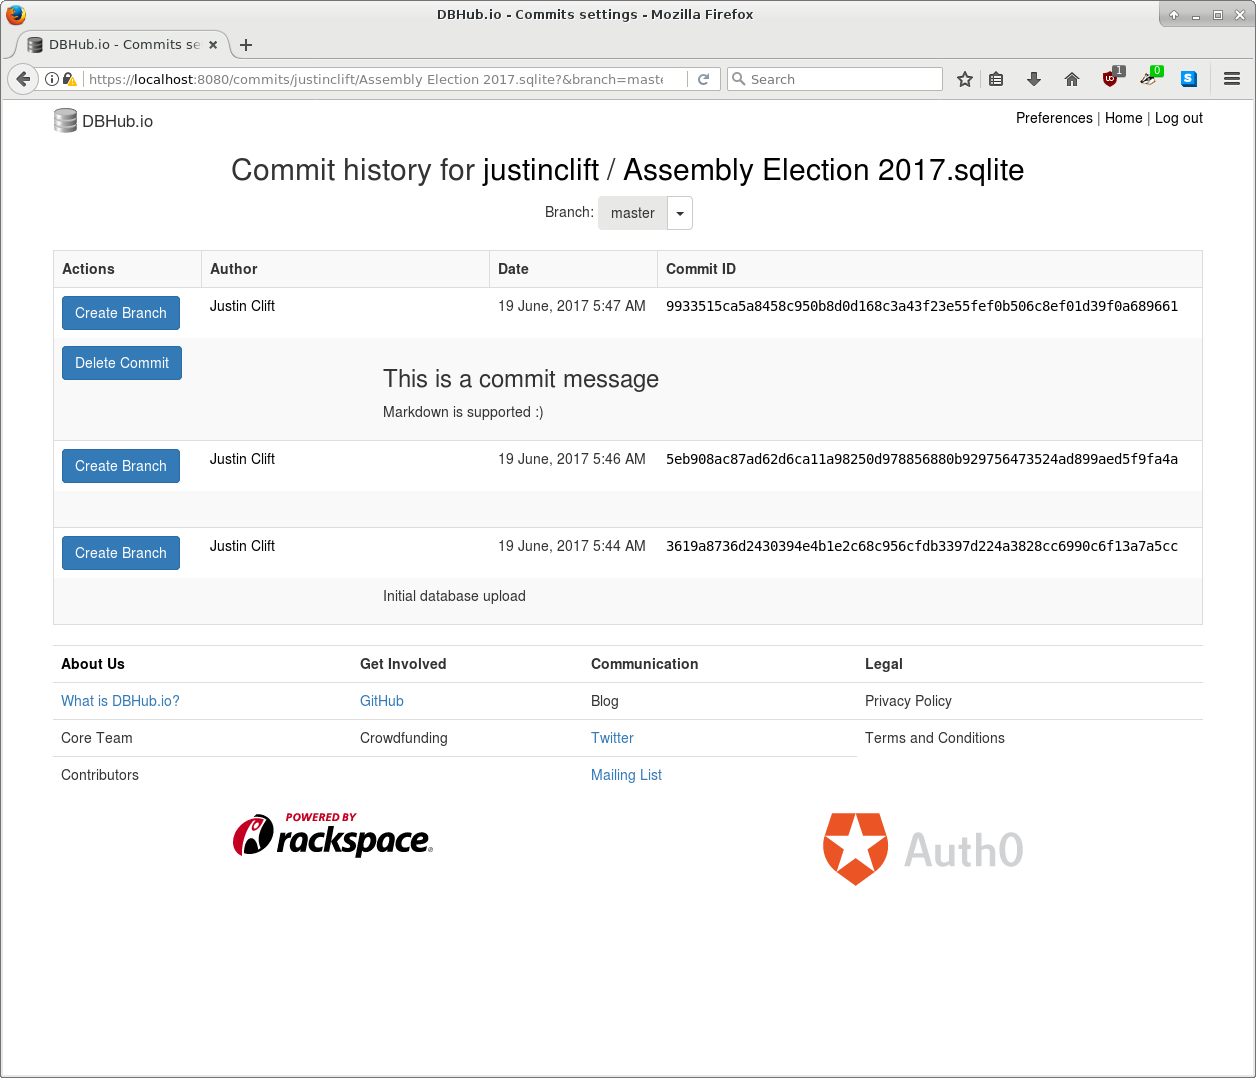 DBHub.io - Commits settings - Mozilla Firefox
DBHub.io - Commits se
https://localhost:8080/commits/justinclift/Assembly Election 2017.sqlite?&branch=maste
Search
1
0
S
DBHub.io
Preferences | Home | Log out
Commit history for justinclift / Assembly Election 2017.sqlite
Branch: master
Actions Author Date Commit ID
Create Branch Justin Clift 19 June, 2017 5:47 AM 9933515ca5a8458c950b8d0d168c3a43f23e55fef0b506c8ef01d39f0a689661
Delete Commit
This is a commit message
Markdown is supported :)
Create Branch Justin Clift 19 June, 2017 5:46 AM 5eb908ac87ad62d6ca11a98250d978856880b929756473524ad899aed5f9fa4a
Create Branch Justin Clift 19 June, 2017 5:44 AM 3619a8736d2430394e4b1e2c68c956cfdb3397d224a3828cc6990c6f13a7a5cc
Initial database upload
About Us Get Involved Communication Legal
What is DBHub.io? GitHub Blog Privacy Policy
Core Team Crowdfunding Twitter Terms and Conditions
Contributors Mailing List
POWERED BY
rackspace®
Auth0